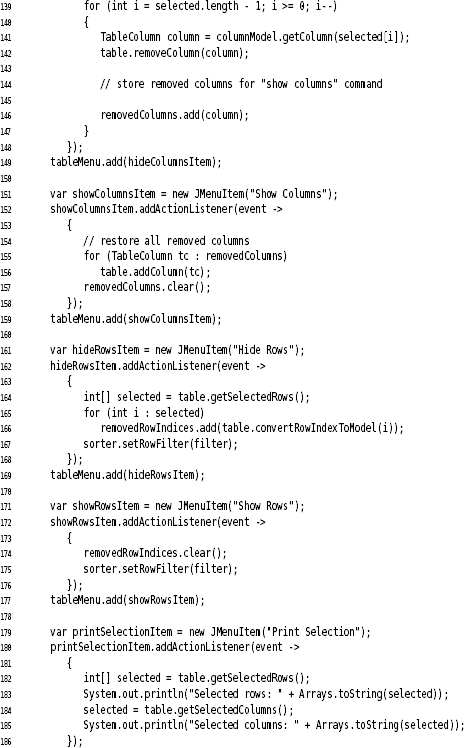 139 for (int i = selected.length - 1; i >= 0; i--)
140 {
141 TableColumn column = columnModel.getColumn(selected[i]);
142 table.removeColumn(column);
143
144 // store removed columns for "show columns" command
145
146 removedColumns.add(column);
147 }
148 });
149 tableMenu.add(hideColumnsItem);
150
151 var showColumnsItem = new JMenuItem("Show Columns");
152 showColumnsItem.addActionListener(event ->
153 {
154 // restore all removed columns
155 for (TableColumn tc : removedColumns)
156 table.addColumn(tc);
157 removedColumns.clear();
158 });
159 tableMenu.add(showColumnsItem);
160
161 var hideRowsItem = new JMenuItem("Hide Rows");
162 hideRowsItem.addActionListener(event ->
163 {
164 int[] selected = table.getSelectedRows();
165 for (int i : selected)
166 removedRowIndices.add(table.convertRowIndexToModel(i));
167 sorter.setRowFilter(filter);
168 });
169 tableMenu.add(hideRowsItem);
170
171 var showRowsItem = new JMenuItem("Show Rows");
172 showRowsItem.addActionListener(event ->
173 {
174 removedRowIndices.clear();
175 sorter.setRowFilter(filter);
176 });
177 tableMenu.add(showRowsItem);
178
179 var printSelectionItem = new JMenuItem("Print Selection");
180 printSelectionItem.addActionListener(event ->
181 {
182 int[] selected = table.getSelectedRows();
183 System.out.println("Selected rows: " + Arrays.toString(selected));
184 selected = table.getSelectedColumns();
185 System.out.println("Selected columns: " + Arrays.toString(selected));
186 });